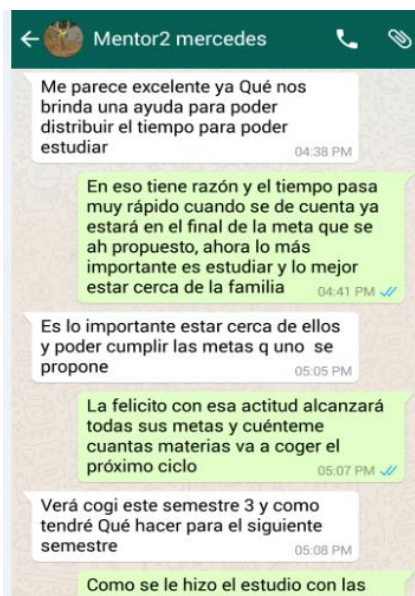 Mentor2 mercedes
Me parece excelente ya Qué nos
brinda una ayuda para poder
distribuir el tiempo para poder
estudiar
04:38 PM
En eso tiene razón y el tiempo pasa
muy rápido cuando se de cuenta ya
estará en el final de la meta que se
ah propuesto, ahora lo más
importante es estudiar y lo mejor
estar cerca de la familia
04:41 PM
Es lo importante estar cerca de ellos
y poder cumplir las metas q uno se
propone
05:05 PM
La felicito con esa actitud alcanzará
todas sus metas y cuénteme
cuantas materias va a coger el
próximo ciclo
05:07 PM
Verá cogi este semestre 3 y como
tendré Qué hacer para el siguiente
semestre
05:08 PM
Como se le hizo el estudio con las